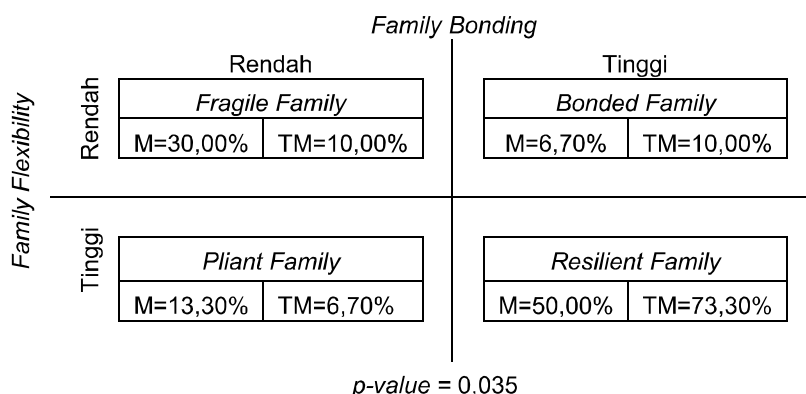 Family Bonding
Rendah
Tinggi
Family Flexibility
Rendah
Fragile Family
M=30,00%
TM=10,00%
Bonded Family
M=6,70%
TM=10,00%
Tinggi
Pliant Family
M=13,30%
TM=6,70%
Resilient Family
M=50,00%
TM=73,30%
p-value = 0.035